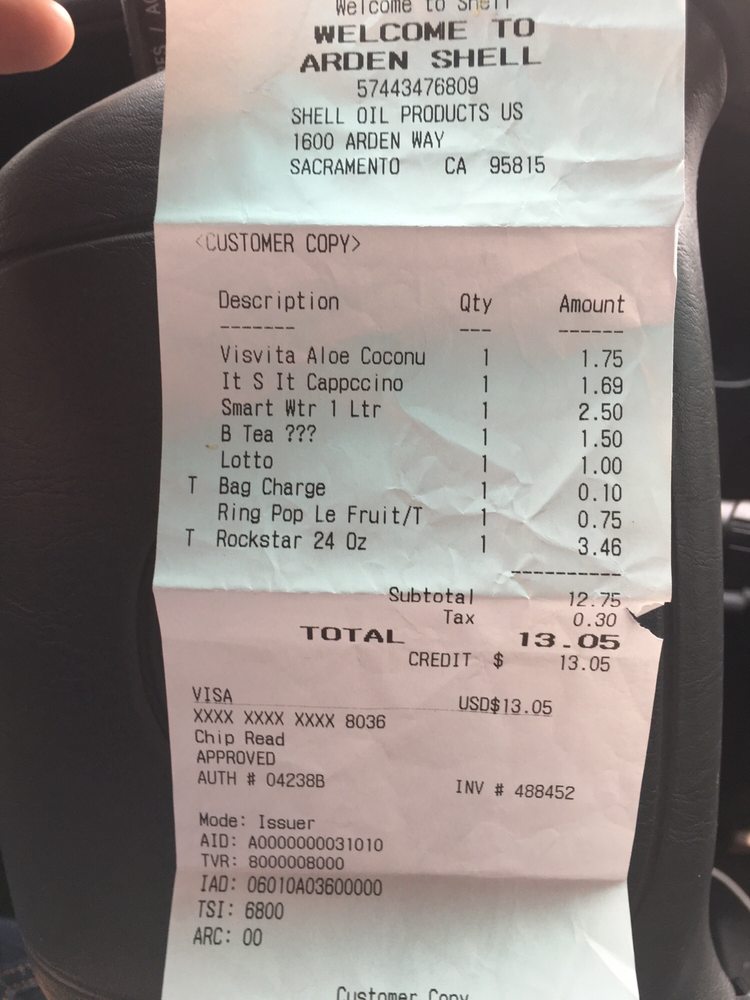 Welcome to Shell
WELCOME TO
ARDEN SHELL
57443476809
SHELL OIL PRODUCTS US
1600 ARDEN WAY
SACRAMENTO CA 95815
<CUSTOMER COPY>
Description Qty Amount
------- --- ------
Visvita Aloe Coconu 1 1.75
It S It Cappccino 1 1.69
Smart Wtr 1 Ltr 1 2.50
B Tea ??? 1 1.50
Lotto 1 1.00
T Bag Charge 1 0.10
Ring Pop Le Fruit/T 1 0.75
T Rockstar 24 Oz 1 3.46
----------
Subtotal 12.75
Tax 0.30
TOTAL 13.05
CREDIT $ 13.05
VISA USD$13.05
XXXX XXXX XXXX 8036
Chip Read
APPROVED
AUTH # 04238B INV # 488452
Mode: Issuer
AID: A0000000031010
TVR: 8000008000
IAD: 06010A03600000
TSI: 6800
ARC: 00
Customer Copy